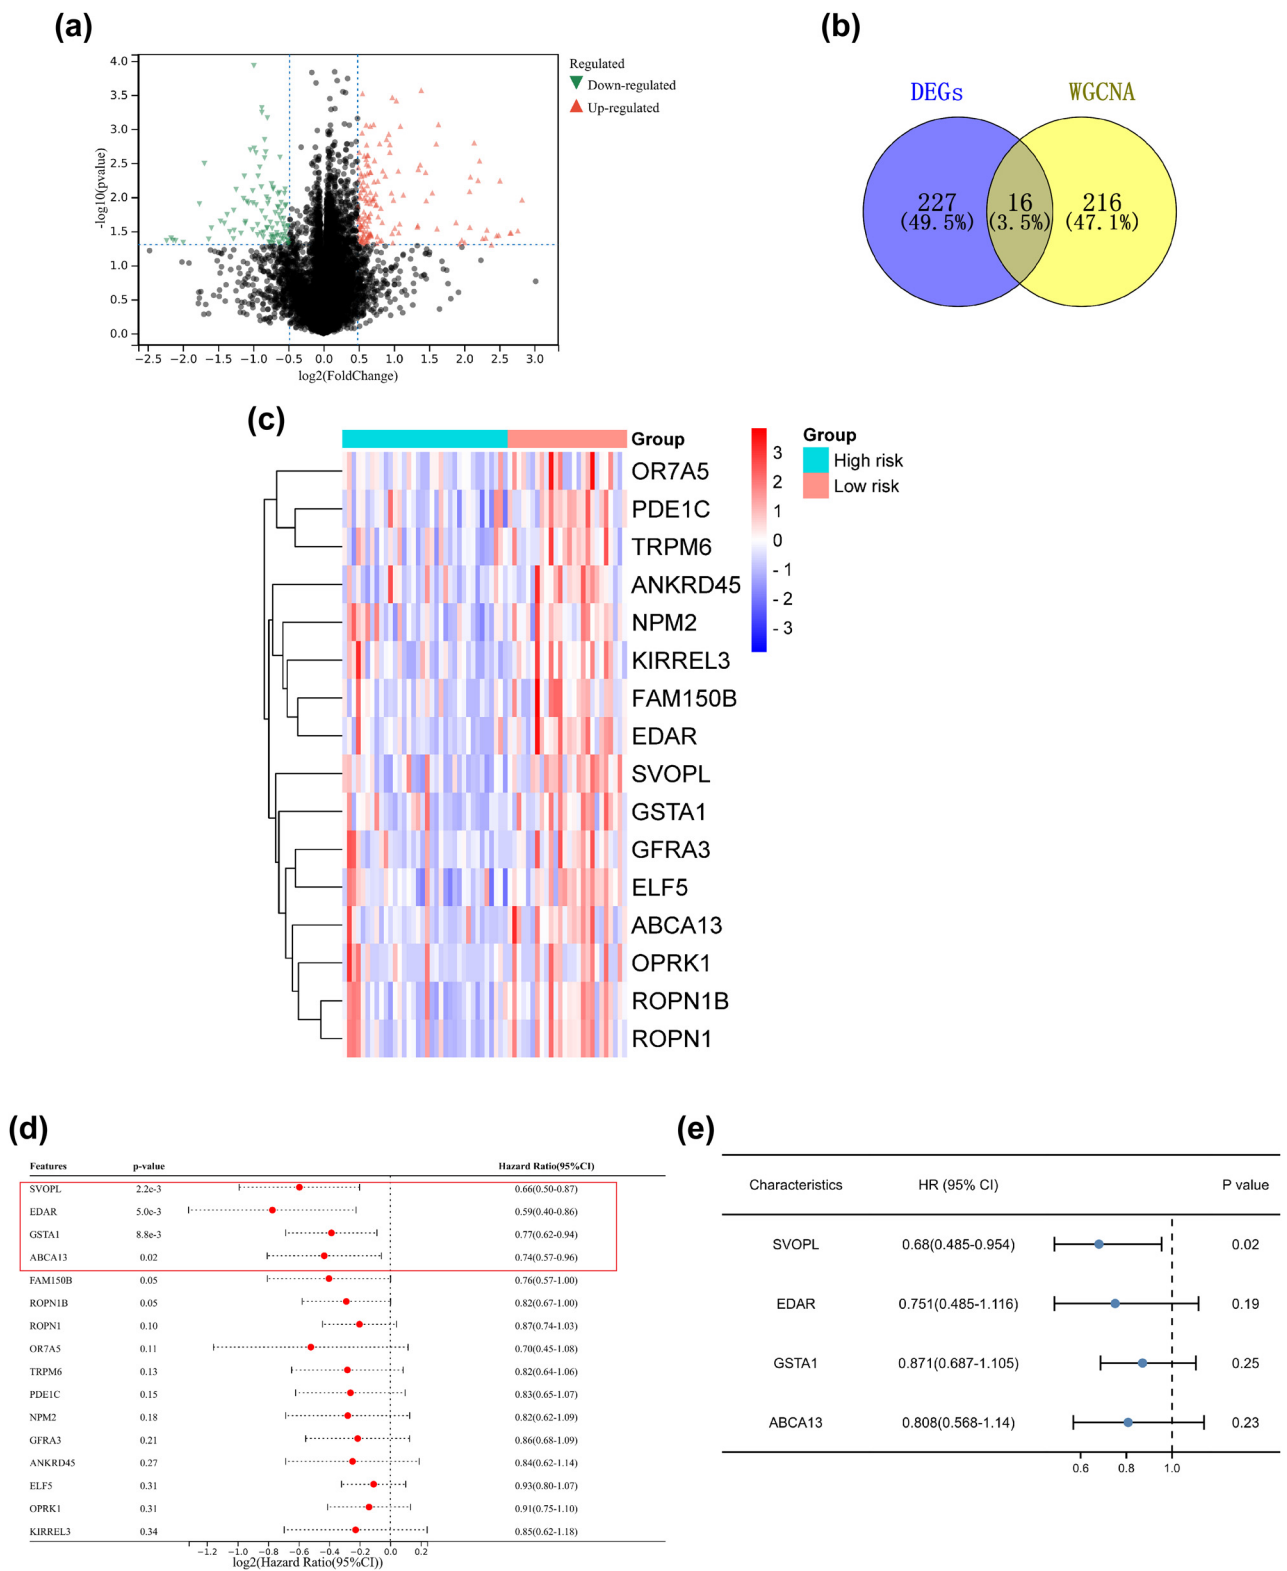 (a)
4.0
3.5
3.0
2.5
2.0
1.5
1.0
0.5
0.0
-log10(pvalue)
−2.5 −2.0 −1.5 −1.0 −0.5 0.0 0.5 1.0 1.5 2.0 2.5 3.0
log2(FoldChange)
Regulated
Down-regulated
Up-regulated
(b)
DEGs WGCNA
227 16 216
(49.5%) (3.5%) (47.1%)
(c)
Group
OR7A5
PDE1C
TRPM6
ANKRD45
NPM2
KIRREL3
FAM150B
EDAR
SVOPL
GSTA1
GFRA3
ELF5
ABCA13
OPRK1
ROPN1B
ROPN1
3
2
1
0
- 1
- 2
- 3
Group
High risk
Low risk
(d)
Features p-value Hazard Ratio(95%CI)
SVOPL 2.2e-3 0.66(0.50-0.87)
EDAR 5.0e-3 0.59(0.40-0.86)
GSTA1 8.8e-3 0.77(0.62-0.94)
ABCA13 0.02 0.74(0.57-0.96)
FAM150B 0.05 0.76(0.57-1.00)
ROPN1B 0.05 0.82(0.67-1.00)
ROPN1 0.10 0.87(0.74-1.03)
OR7A5 0.11 0.70(0.45-1.08)
TRPM6 0.13 0.82(0.64-1.06)
PDE1C 0.15 0.83(0.65-1.07)
NPM2 0.18 0.82(0.62-1.09)
GFRA3 0.21 0.86(0.68-1.09)
ANKRD45 0.27 0.84(0.62-1.14)
ELF5 0.31 0.93(0.80-1.07)
OPRK1 0.31 0.91(0.75-1.10)
KIRREL3 0.34 0.85(0.62-1.18)
−1.2 −1.0 −0.8 −0.6 −0.4 −0.2 0.0 0.2
log2(Hazard Ratio(95%CI))
(e)
Characteristics HR (95% CI) P value
SVOPL 0.68(0.485-0.954) 0.02
EDAR 0.751(0.485-1.116) 0.19
GSTA1 0.871(0.687-1.105) 0.25
ABCA13 0.808(0.568-1.14) 0.23
0.6 0.8 1.0